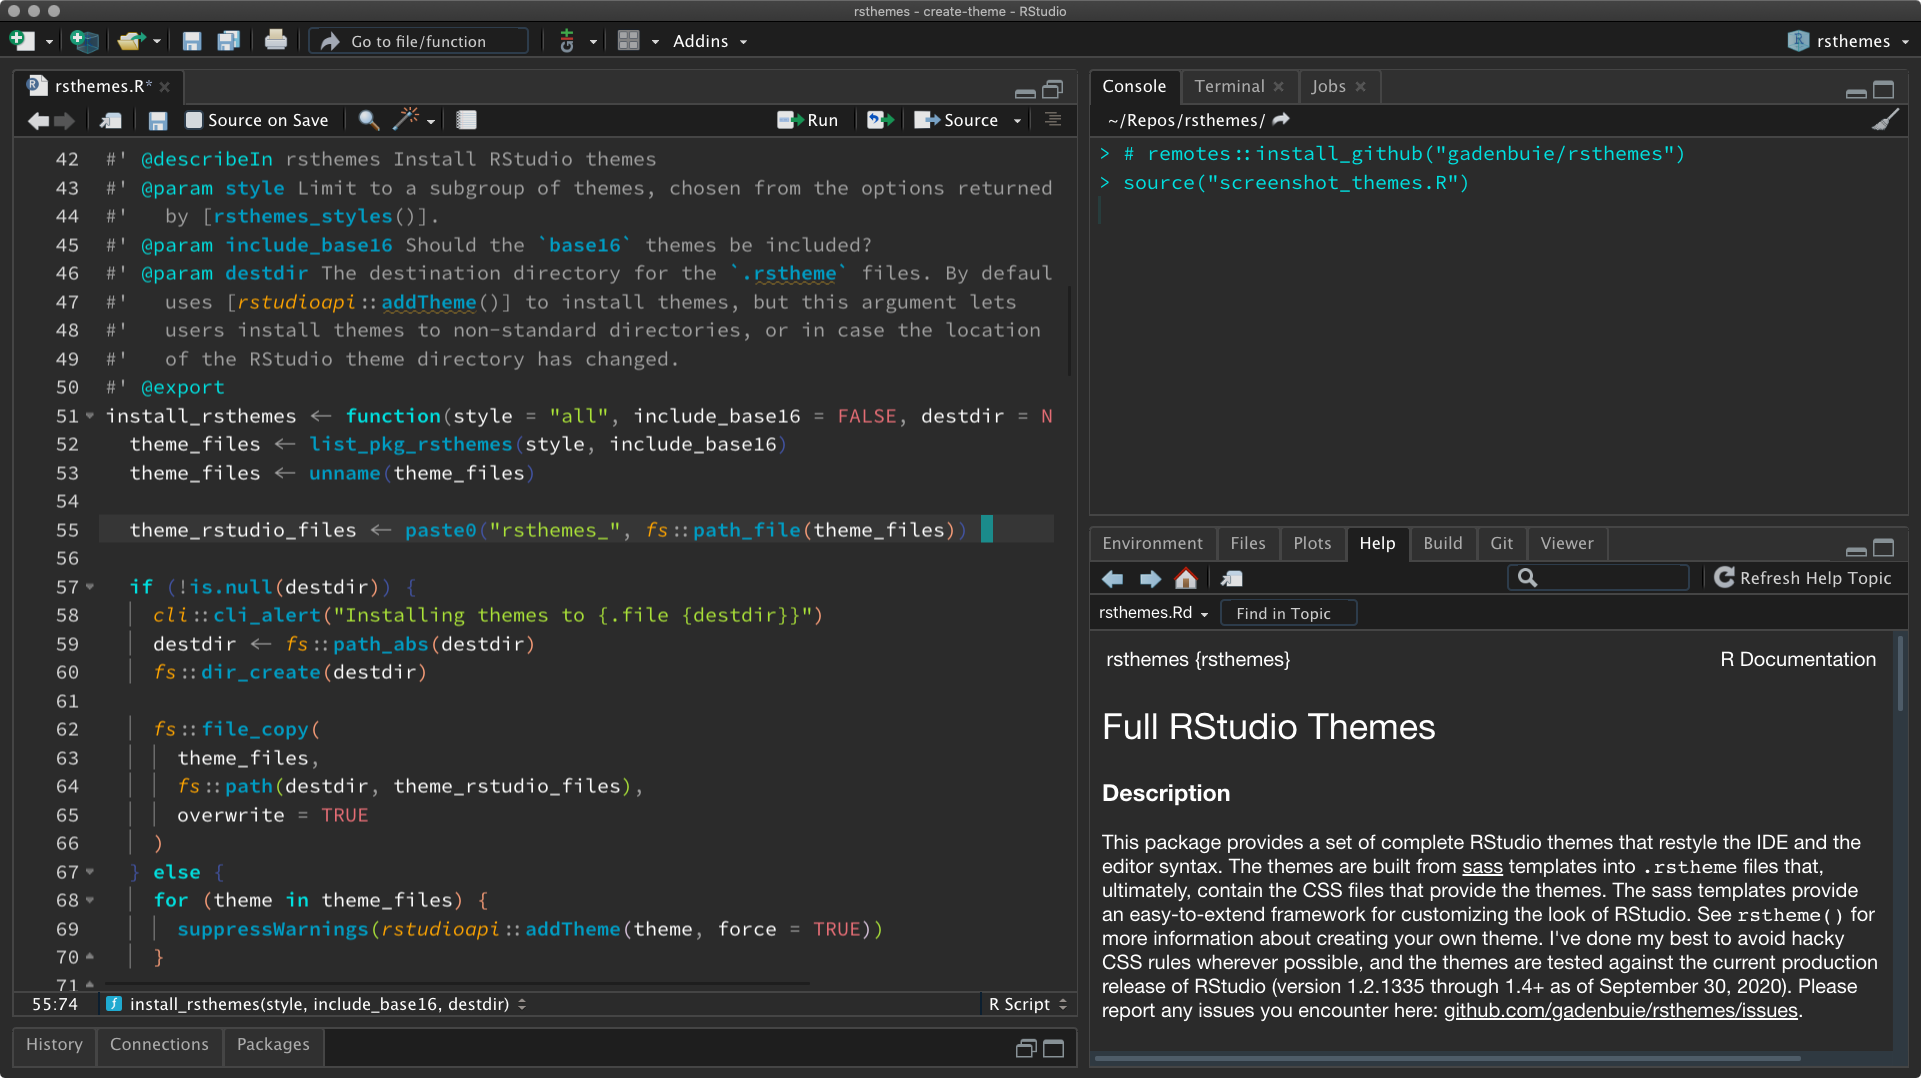 rsthemes - create-theme - RStudio
Go to file/function
Addins
rsthemes
rsthemes.R*
Source on Save
Run
Source
42 #' @describeIn rsthemes Install RStudio themes
43 #' @param style Limit to a subgroup of themes, chosen from the options returned
44 #'   by [rsthemes_styles()].
45 #' @param include_base16 Should the `base16` themes be included?
46 #' @param destdir The destination directory for the `.rstheme` files. By defaul
47 #'   uses [rstudioapi::addTheme()] to install themes, but this argument lets
48 #'   users install themes to non-standard directories, or in case the location
49 #'   of the RStudio theme directory has changed.
50 #' @export
51 install_rsthemes <- function(style = "all", include_base16 = FALSE, destdir = N
52   theme_files <- list_pkg_rsthemes(style, include_base16)
53   theme_files <- unname(theme_files)
54
55   theme_rstudio_files <- paste0("rsthemes_", fs::path_file(theme_files))
56
57   if (!is.null(destdir)) {
58     cli::cli_alert("Installing themes to {.file {destdir}}")
59     destdir <- fs::path_abs(destdir)
60     fs::dir_create(destdir)
61
62     fs::file_copy(
63       theme_files,
64       fs::path(destdir, theme_rstudio_files),
65       overwrite = TRUE
66     )
67   } else {
68     for (theme in theme_files) {
69       suppressWarnings(rstudioapi::addTheme(theme, force = TRUE))
70     }
71
55:74 install_rsthemes(style, include_base16, destdir) R Script
History Connections Packages
Console Terminal Jobs
~/Repos/rsthemes/
> # remotes::install_github("gadenbuie/rsthemes")
> source("screenshot_themes.R")
Environment Files Plots Help Build Git Viewer
Refresh Help Topic
rsthemes.Rd Find in Topic
rsthemes {rsthemes} R Documentation
Full RStudio Themes
Description
This package provides a set of complete RStudio themes that restyle the IDE and the
editor syntax. The themes are built from sass templates into .rstheme files that,
ultimately, contain the CSS files that provide the themes. The sass templates provide
an easy-to-extend framework for customizing the look of RStudio. See rstheme() for
more information about creating your own theme. I've done my best to avoid hacky
CSS rules wherever possible, and the themes are tested against the current production
release of RStudio (version 1.2.1335 through 1.4+ as of September 30, 2020). Please
report any issues you encounter here: github.com/gadenbuie/rsthemes/issues.